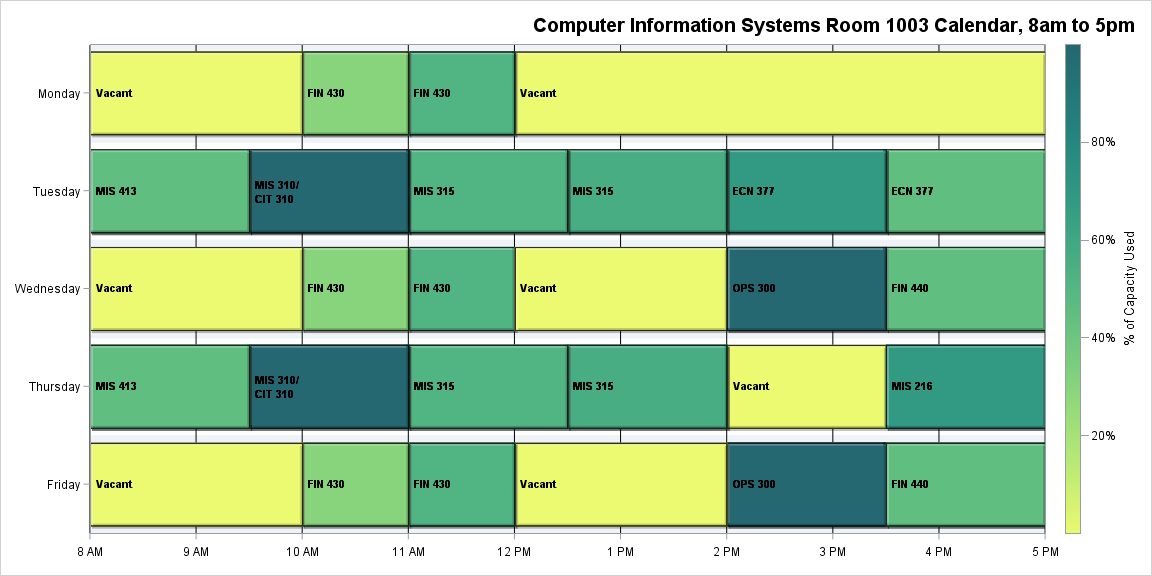 Computer Information Systems Room 1003 Calendar, 8am to 5pm
Monday
Vacant
FIN 430
FIN 430
Vacant
Tuesday
MIS 413
MIS 310/
CIT 310
MIS 315
MIS 315
ECN 377
ECN 377
Wednesday
Vacant
FIN 430
FIN 430
Vacant
OPS 300
FIN 440
Thursday
MIS 413
MIS 310/
CIT 310
MIS 315
MIS 315
Vacant
MIS 216
Friday
Vacant
FIN 430
FIN 430
Vacant
OPS 300
FIN 440
8 AM
9 AM
10 AM
11 AM
12 PM
1 PM
2 PM
3 PM
4 PM
5 PM
80%
60%
40%
20%
% of Capacity Used